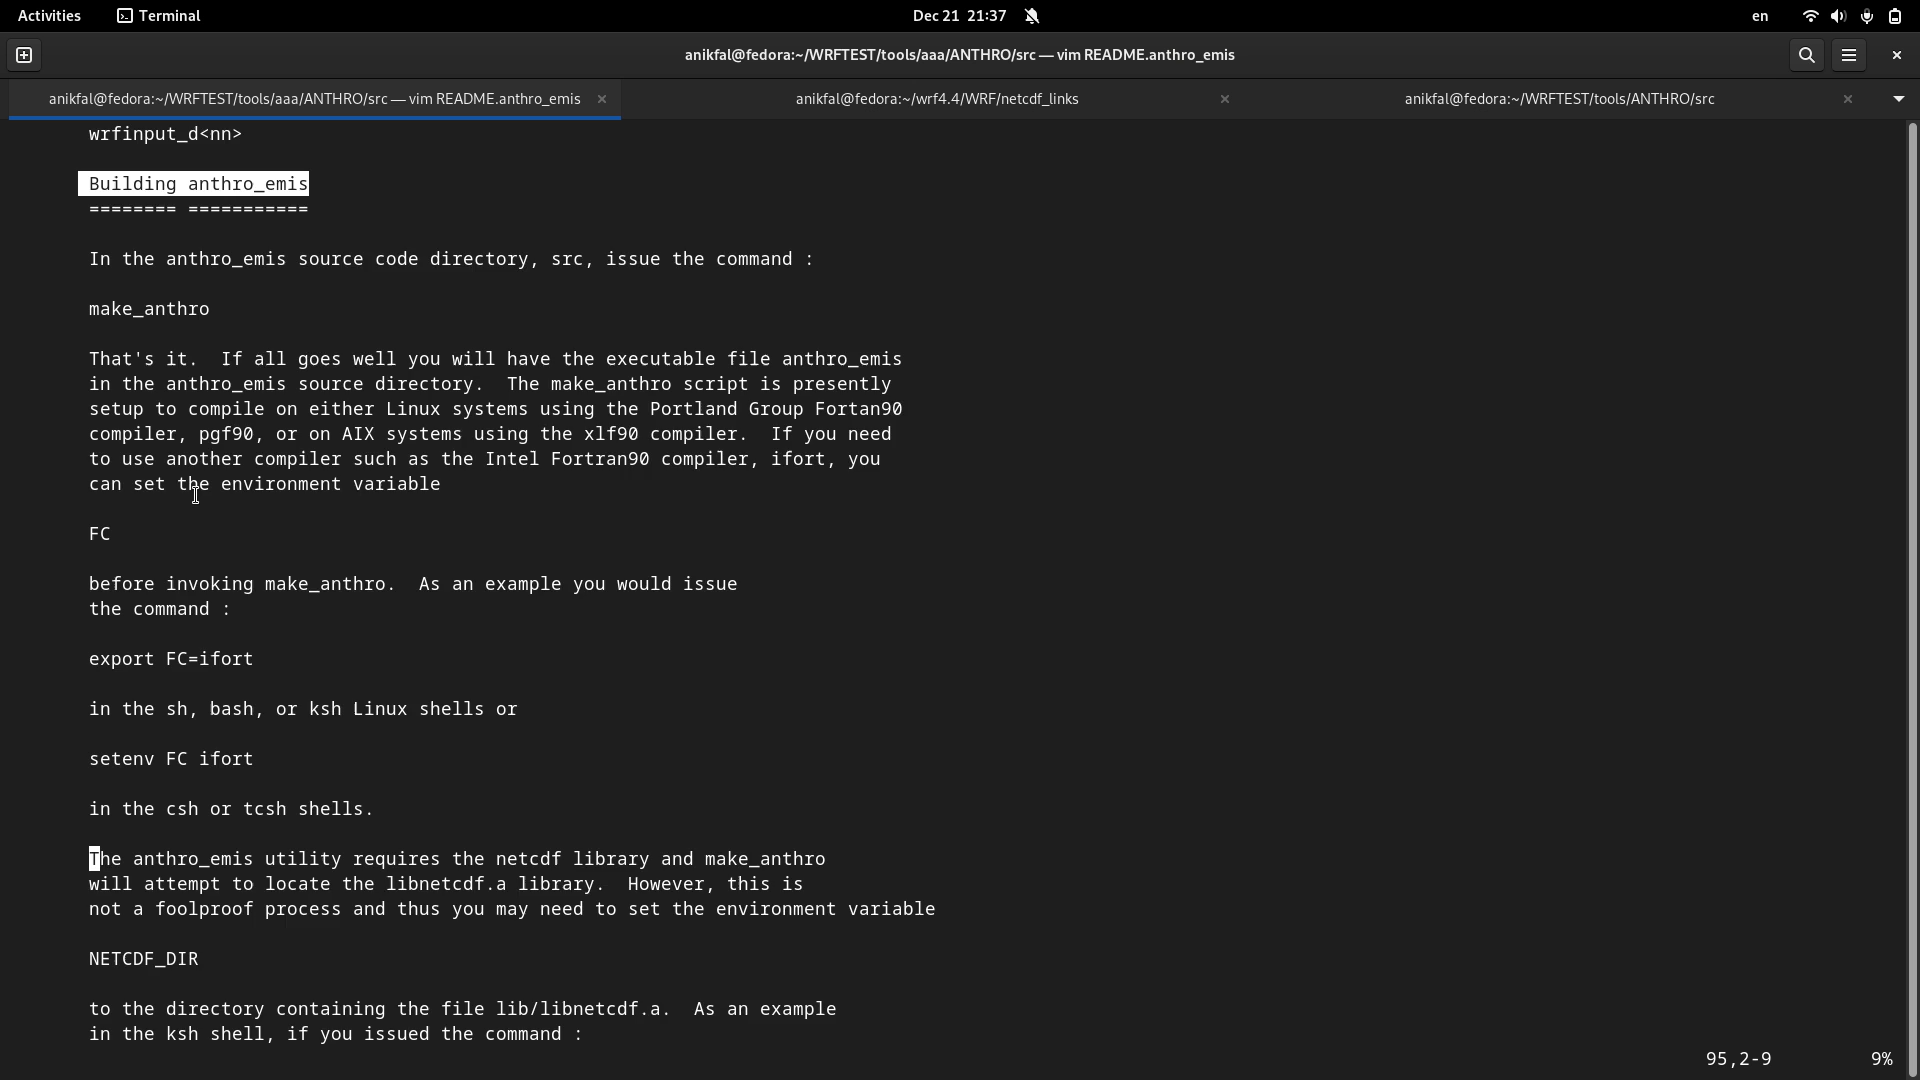 Activities Terminal Dec 21 21:37 en
anikfal@fedora:~/WRFTEST/tools/aaa/ANTHRO/src — vim README.anthro_emis
anikfal@fedora:~/WRFTEST/tools/aaa/ANTHRO/src — vim README.anthro_emis anikfal@fedora:~/wrf4.4/WRF/netcdf_links anikfal@fedora:~/WRFTEST/tools/ANTHRO/src
wrfinput_d<nn>
Building anthro_emis
======== ===========
In the anthro_emis source code directory, src, issue the command :
make_anthro
That's it.  If all goes well you will have the executable file anthro_emis
in the anthro_emis source directory.  The make_anthro script is presently
setup to compile on either Linux systems using the Portland Group Fortan90
compiler, pgf90, or on AIX systems using the xlf90 compiler.  If you need
to use another compiler such as the Intel Fortran90 compiler, ifort, you
can set the environment variable
FC
before invoking make_anthro.  As an example you would issue
the command :
export FC=ifort
in the sh, bash, or ksh Linux shells or
setenv FC ifort
in the csh or tcsh shells.
The anthro_emis utility requires the netcdf library and make_anthro
will attempt to locate the libnetcdf.a library.  However, this is
not a foolproof process and thus you may need to set the environment variable
NETCDF_DIR
to the directory containing the file lib/libnetcdf.a.  As an example
in the ksh shell, if you issued the command :
95,2-9 9%